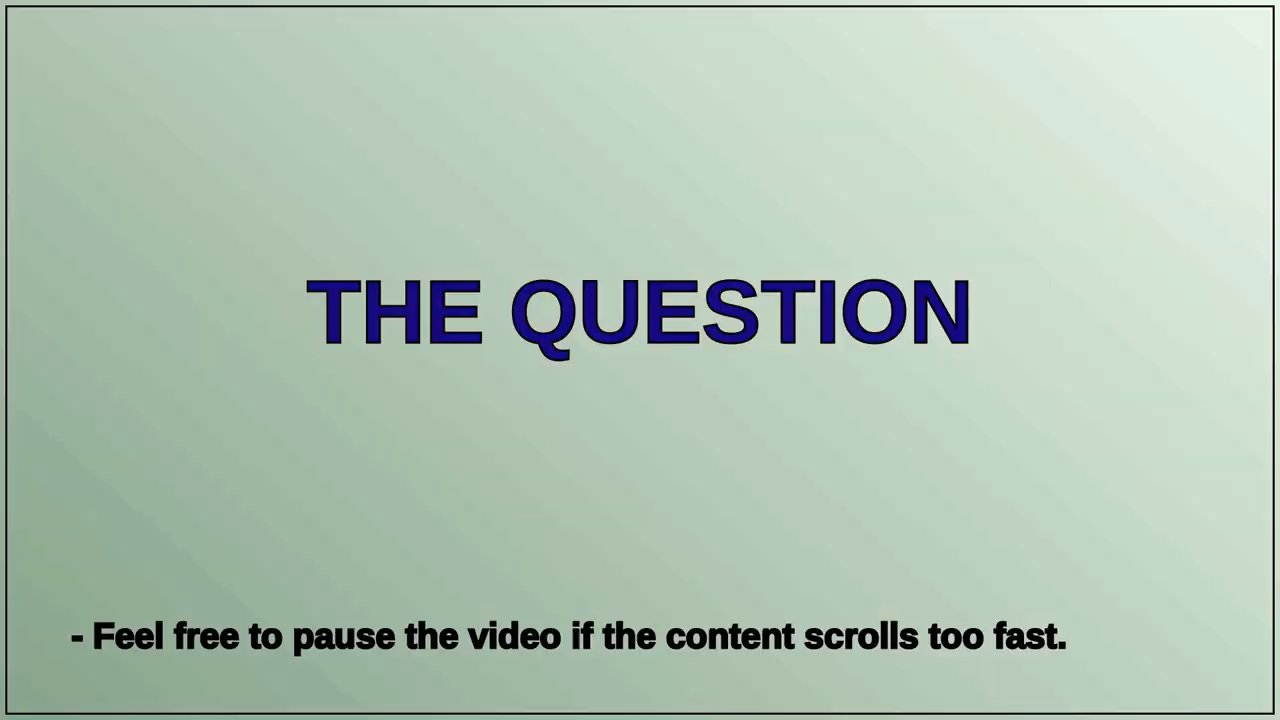 THE QUESTION
- Feel free to pause the video if the content scrolls too fast.